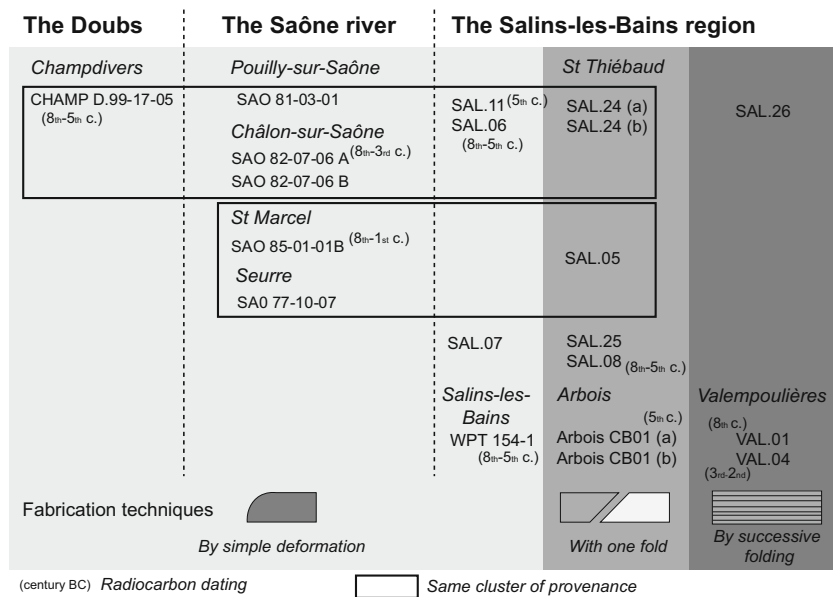 The Doubs The Saône river The Salins-les-Bains region
Champdivers Pouilly-sur-Saône St Thiébaud
CHAMP D.99-17-05 SAO 81-03-01 SAL.11 (5th c.) SAL.24 (a) SAL.26
(8th-5th c.) SAL.06 SAL.24 (b)
Châlon-sur-Saône (8th-5th c.)
SAO 82-07-06 A (8th-3rd c.)
SAO 82-07-06 B
St Marcel
SAO 85-01-01B (8th-1st c.) SAL.05
Seurre
SA0 77-10-07
SAL.07 SAL.25
SAL.08 (8th-5th c.)
Salins-les- Arbois Valempoulières
Bains (5th c.) (8th c.)
WPT 154-1 Arbois CB01 (a) VAL.01
(8th-5th c.) Arbois CB01 (b) VAL.04
(3rd-2nd)
Fabrication techniques
By simple deformation With one fold By successive
folding
(century BC) Radiocarbon dating Same cluster of provenance